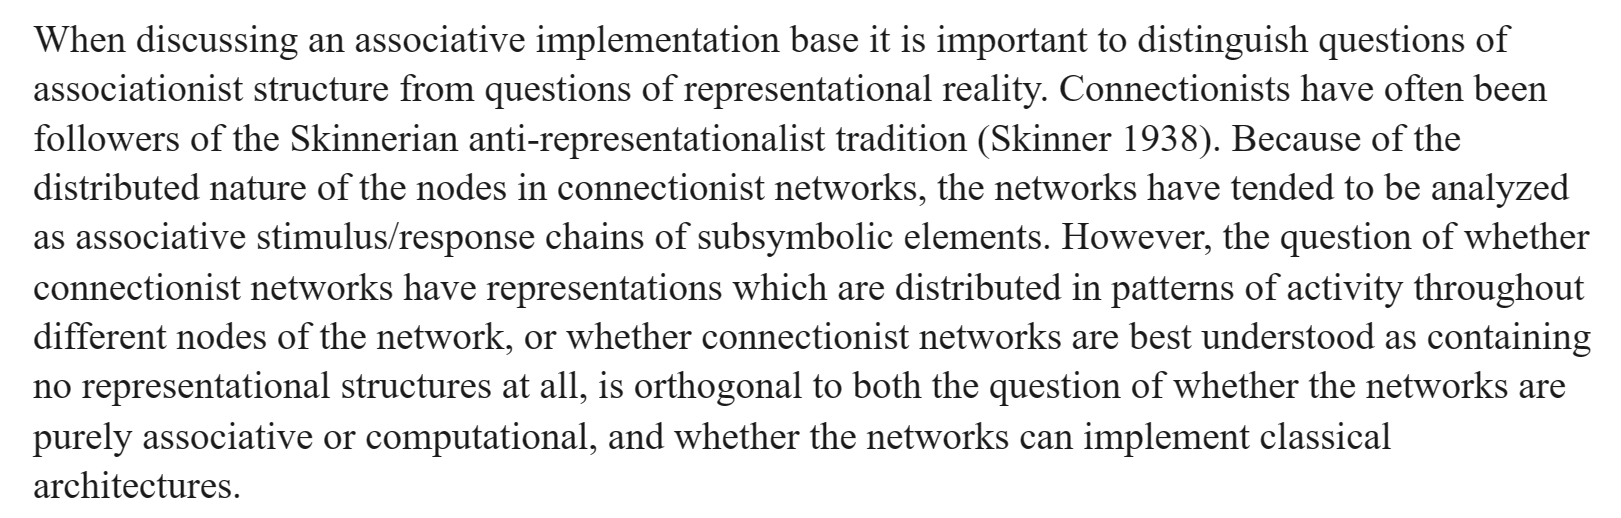 When discussing an associative implementation base it is important to distinguish questions of
associationist structure from questions of representational reality. Connectionists have often been
followers of the Skinnerian anti-representationalist tradition (Skinner 1938). Because of the
distributed nature of the nodes in connectionist networks, the networks have tended to be analyzed
as associative stimulus/response chains of subsymbolic elements. However, the question of whether
connectionist networks have representations which are distributed in patterns of activity throughout
different nodes of the network, or whether connectionist networks are best understood as containing
no representational structures at all, is orthogonal to both the question of whether the networks are
purely associative or computational, and whether the networks can implement classical
architectures.